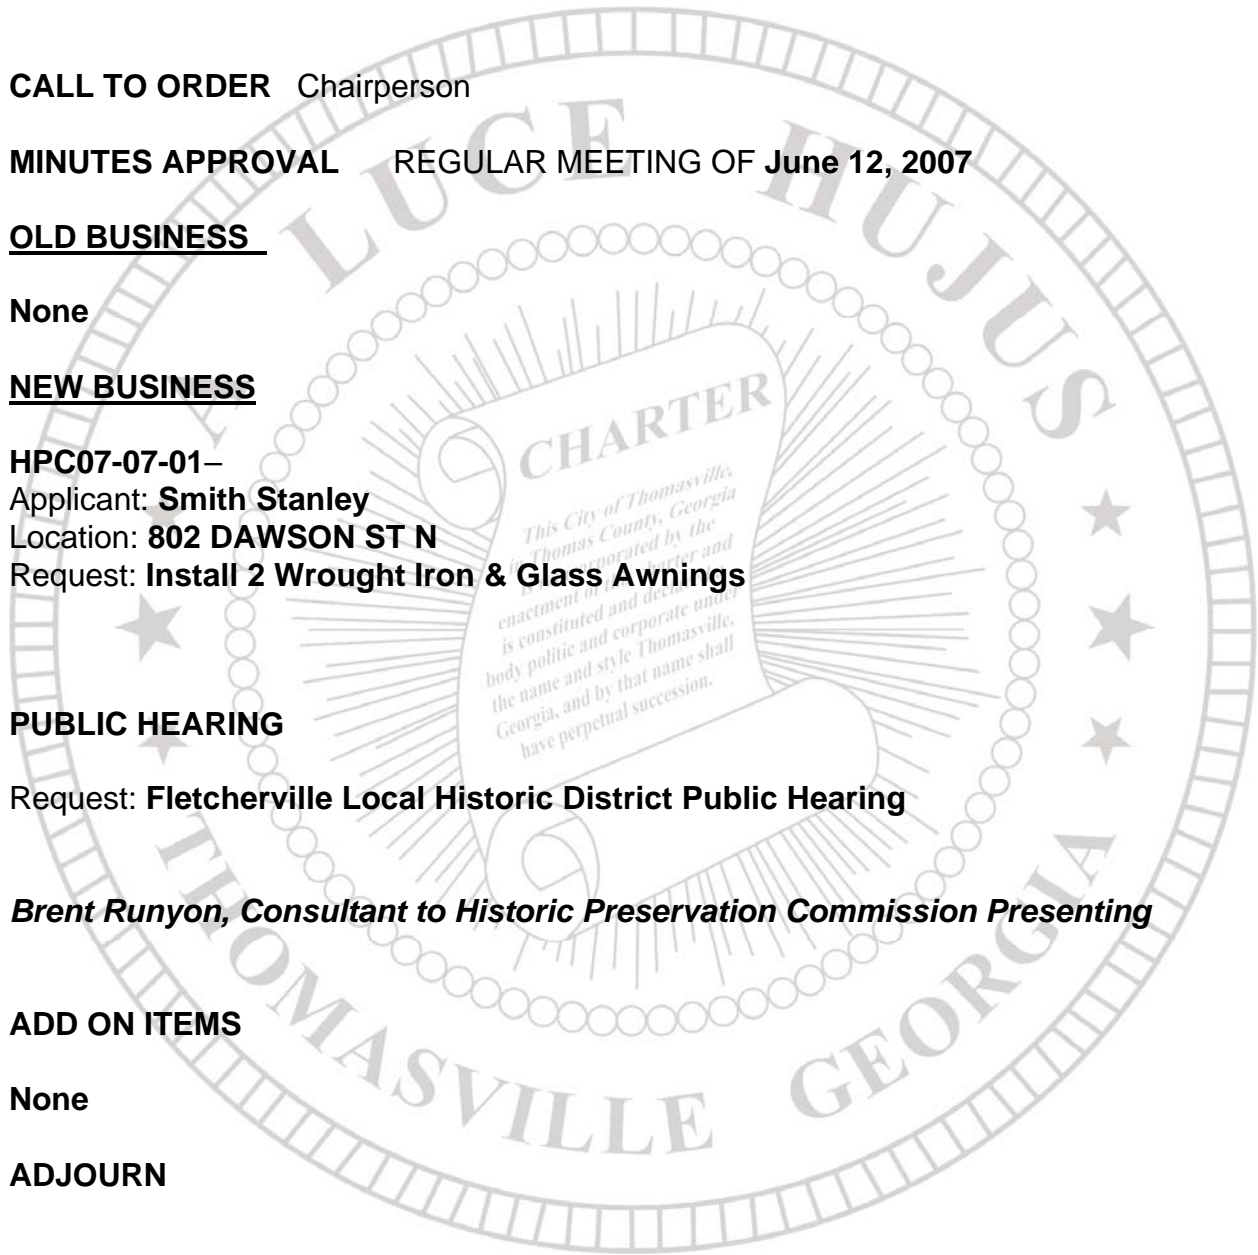 CALL TO ORDER Chairperson
MINUTES APPROVAL REGULAR MEETING OF June 12, 2007
OLD BUSINESS
None
NEW BUSINESS
HPC07-07-01–
Applicant: Smith Stanley
Location: 802 DAWSON ST N
Request: Install 2 Wrought Iron & Glass Awnings
PUBLIC HEARING
Request: Fletcherville Local Historic District Public Hearing
Brent Runyon, Consultant to Historic Preservation Commission Presenting
ADD ON ITEMS
None
ADJOURN
A LUCE HUJUS
THOMASVILLE GEORGIA
CHARTER
This City of Thomasville,
in Thomas County, Georgia
is incorporated by the
enactment of charter and
is constituted and
body politic and corporate under
the name and style Thomasville,
Georgia, and by that name shall
have perpetual succession.